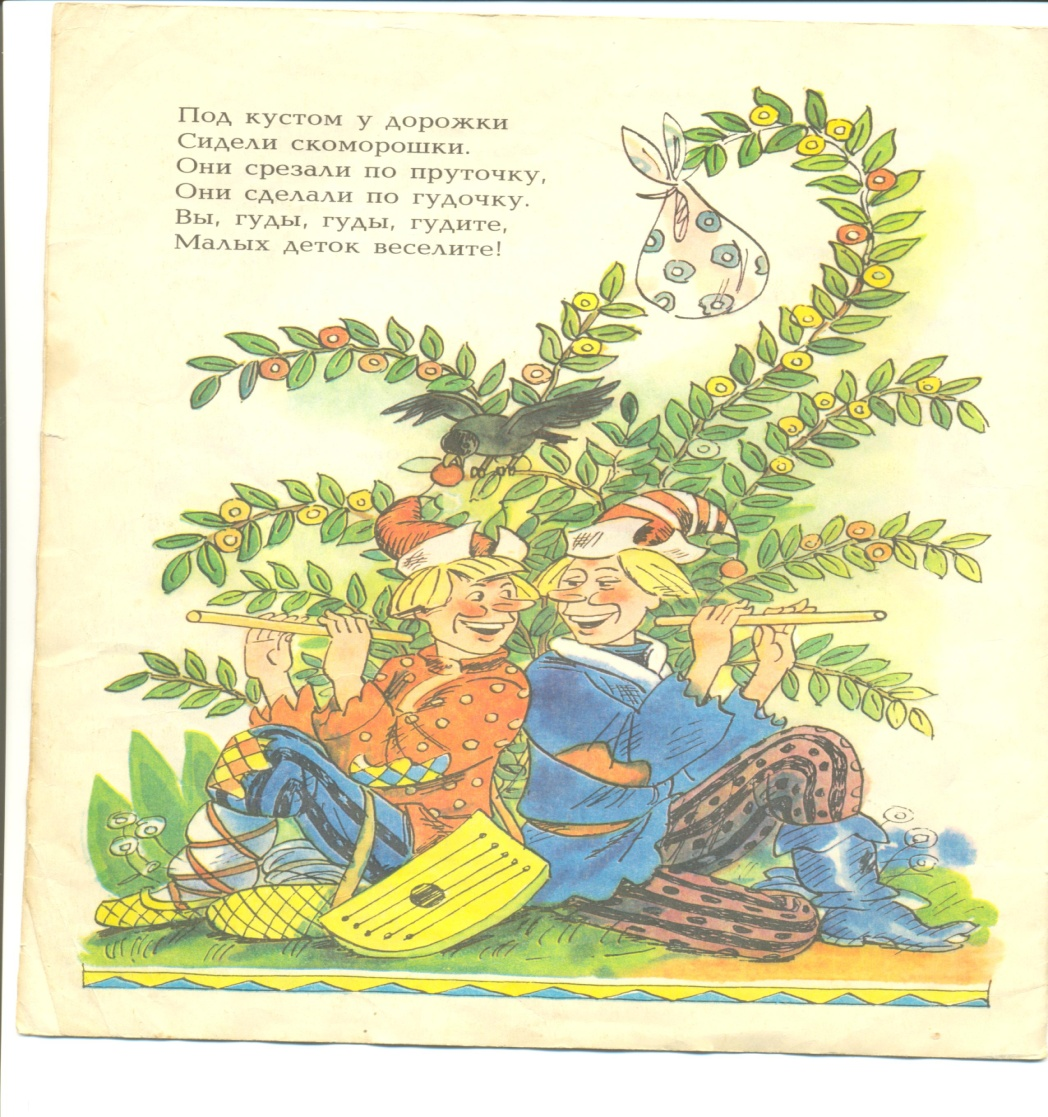 Под кустом у дорожки
Сидели скоморошки.
Они срезали по пруточку,
Они сделали по гудочку.
Вы, гуды, гуды, гудите,
Малых деток веселите!